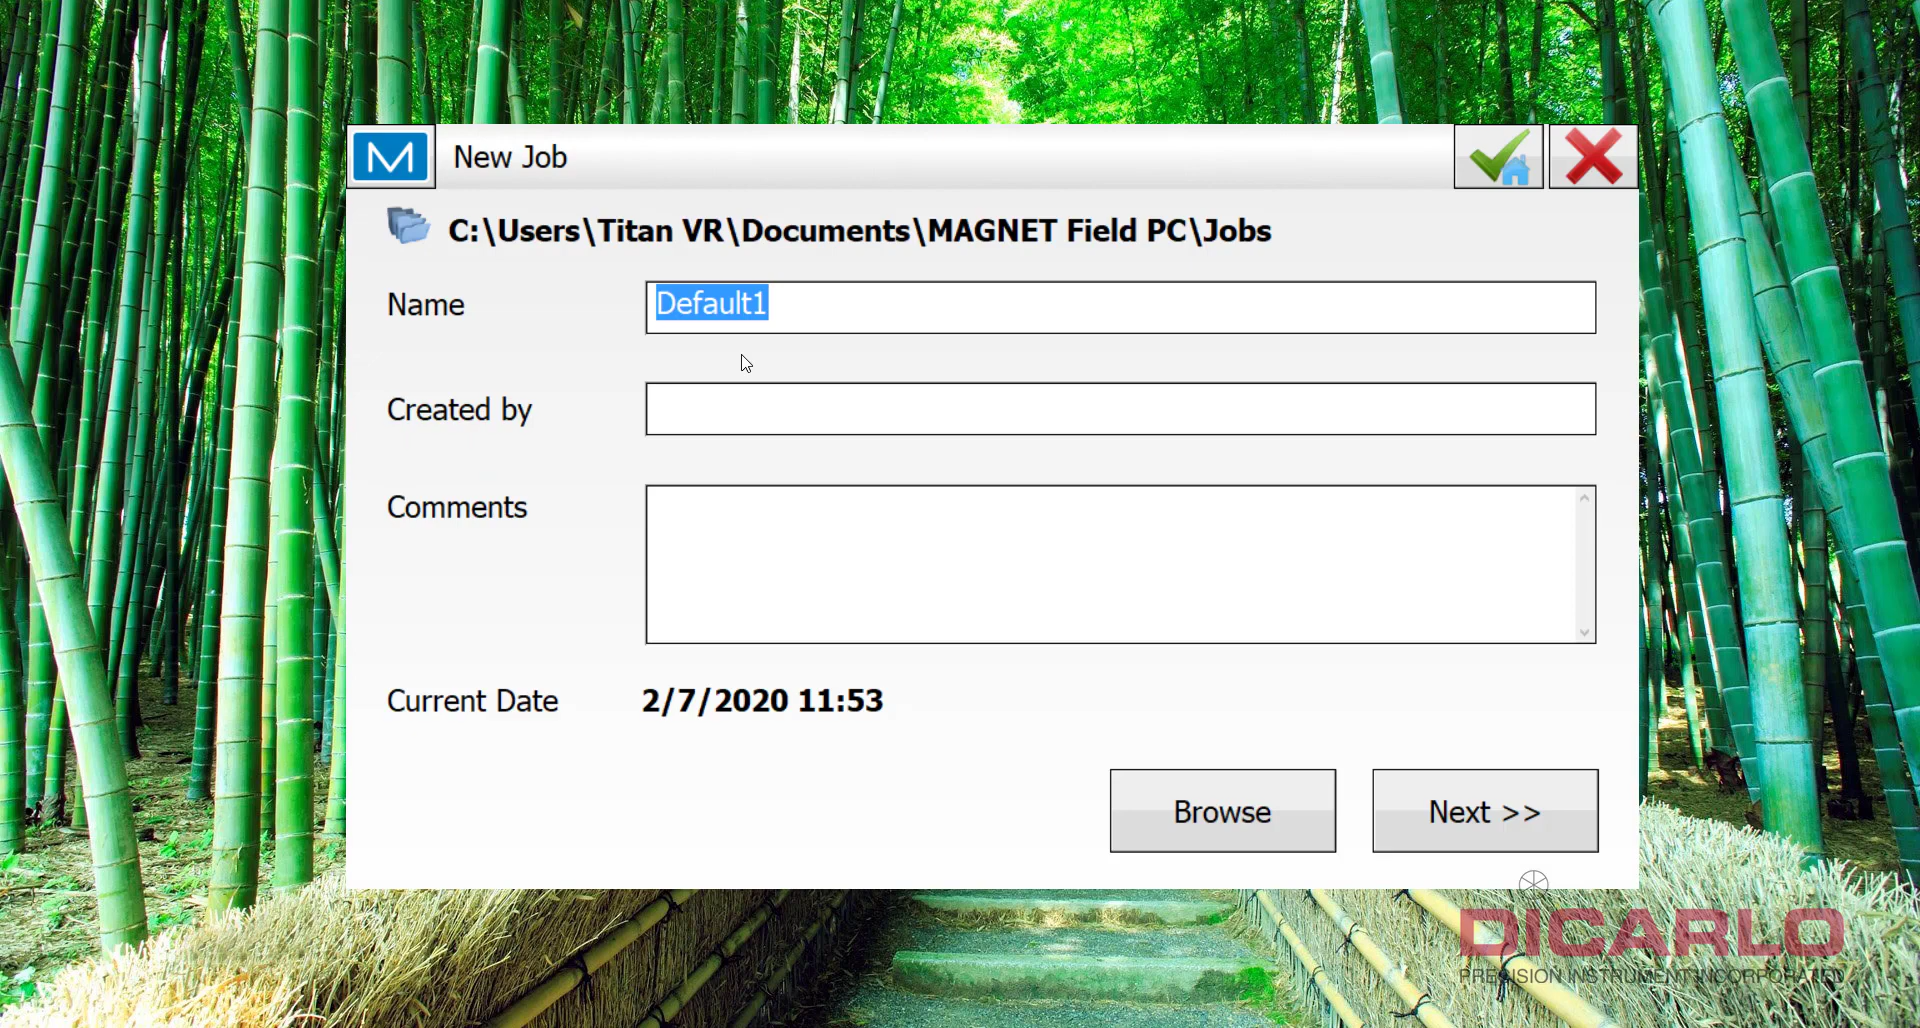 New Job
C:\Users\Titan VR\Documents\MAGNET Field PC\Jobs
Name
Default1
Created by
Comments
Current Date
2/7/2020 11:53
Browse
Next >>
DICARLO
PRECISION INSTRUMENT INCORPORATED